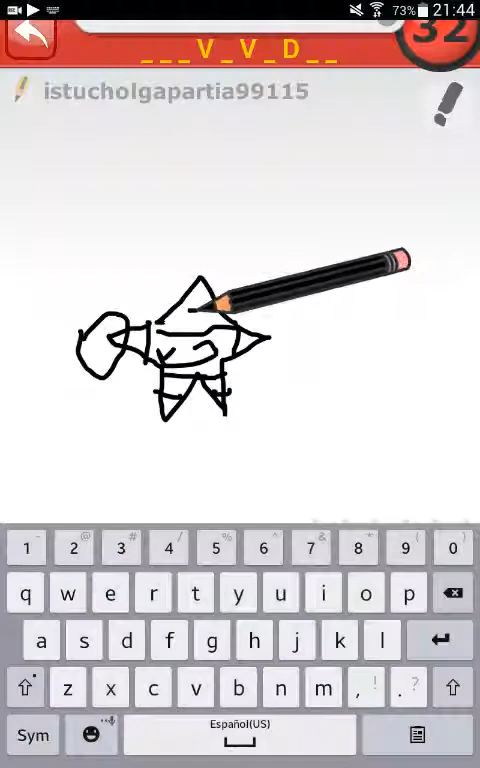 21:44
73%
32
_ _ _ V _ V _ D _ _
istucholgapartia99115
1 - 2 @ 3 # 4 / 5 % 6 ^ 7 & 8 * 9 ( 0 )
q w e r t y u i o p
a s d f g h j k l
z x c v b n m , ! . ?
Sym Español(US)